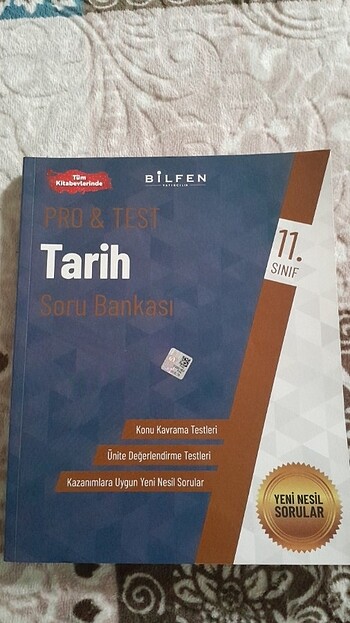 Tüm
Kitabevlerinde
BİLFEN
YAYINCILIK
PRO & TEST
11.
SINIF
Tarih
Soru Bankası
Konu Kavrama Testleri
Ünite Değerlendirme Testleri
Kazanımlara Uygun Yeni Nesil Sorular
YENİ NESİL
SORULAR